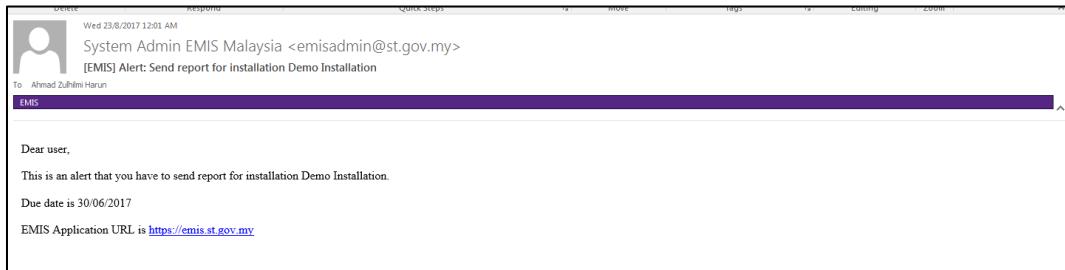 Delete Respond Quick Steps Move Tags Editing Zoom
Wed 23/8/2017 12:01 AM
System Admin EMIS Malaysia <emisadmin@st.gov.my>
[EMIS] Alert: Send report for installation Demo Installation
To Ahmad Zulhilmi Harun
EMIS
Dear user,
This is an alert that you have to send report for installation Demo Installation.
Due date is 30/06/2017
EMIS Application URL is https://emis.st.gov.my